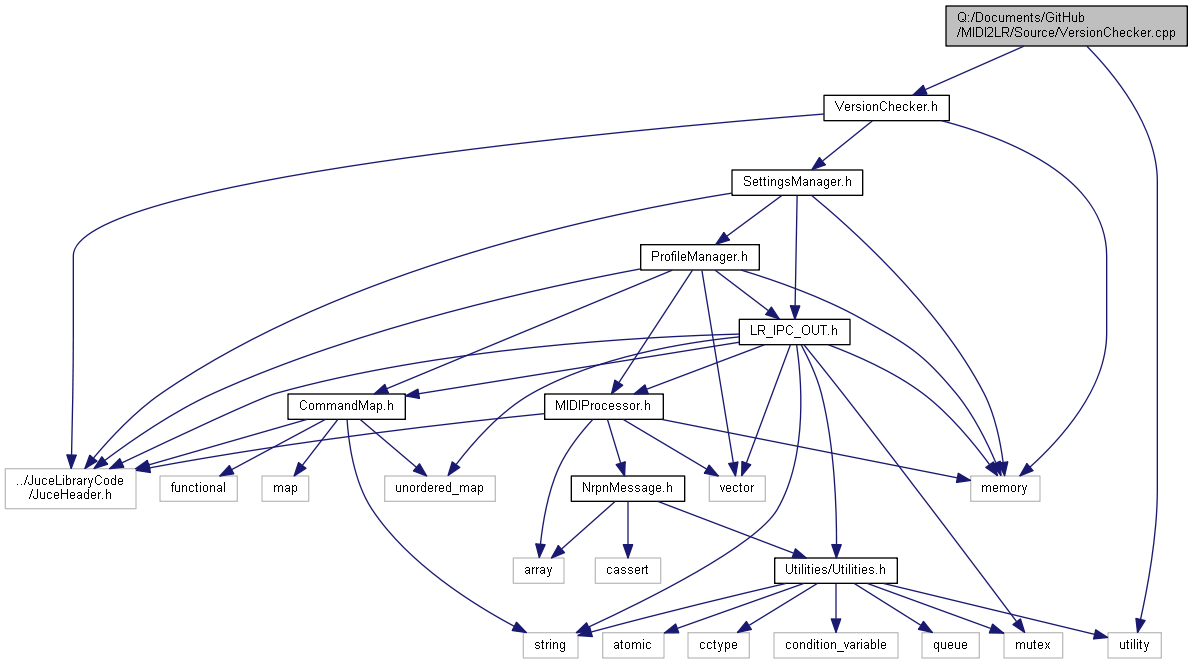 Q:/Documents/GitHub
/MIDI2LR/Source/VersionChecker.cpp
VersionChecker.h
SettingsManager.h
ProfileManager.h
LR_IPC_OUT.h
CommandMap.h
MIDIProcessor.h
../JuceLibraryCode
/JuceHeader.h
functional
map
unordered_map
NrpnMessage.h
vector
memory
array
cassert
Utilities/Utilities.h
string
atomic
cctype
condition_variable
queue
mutex
utility